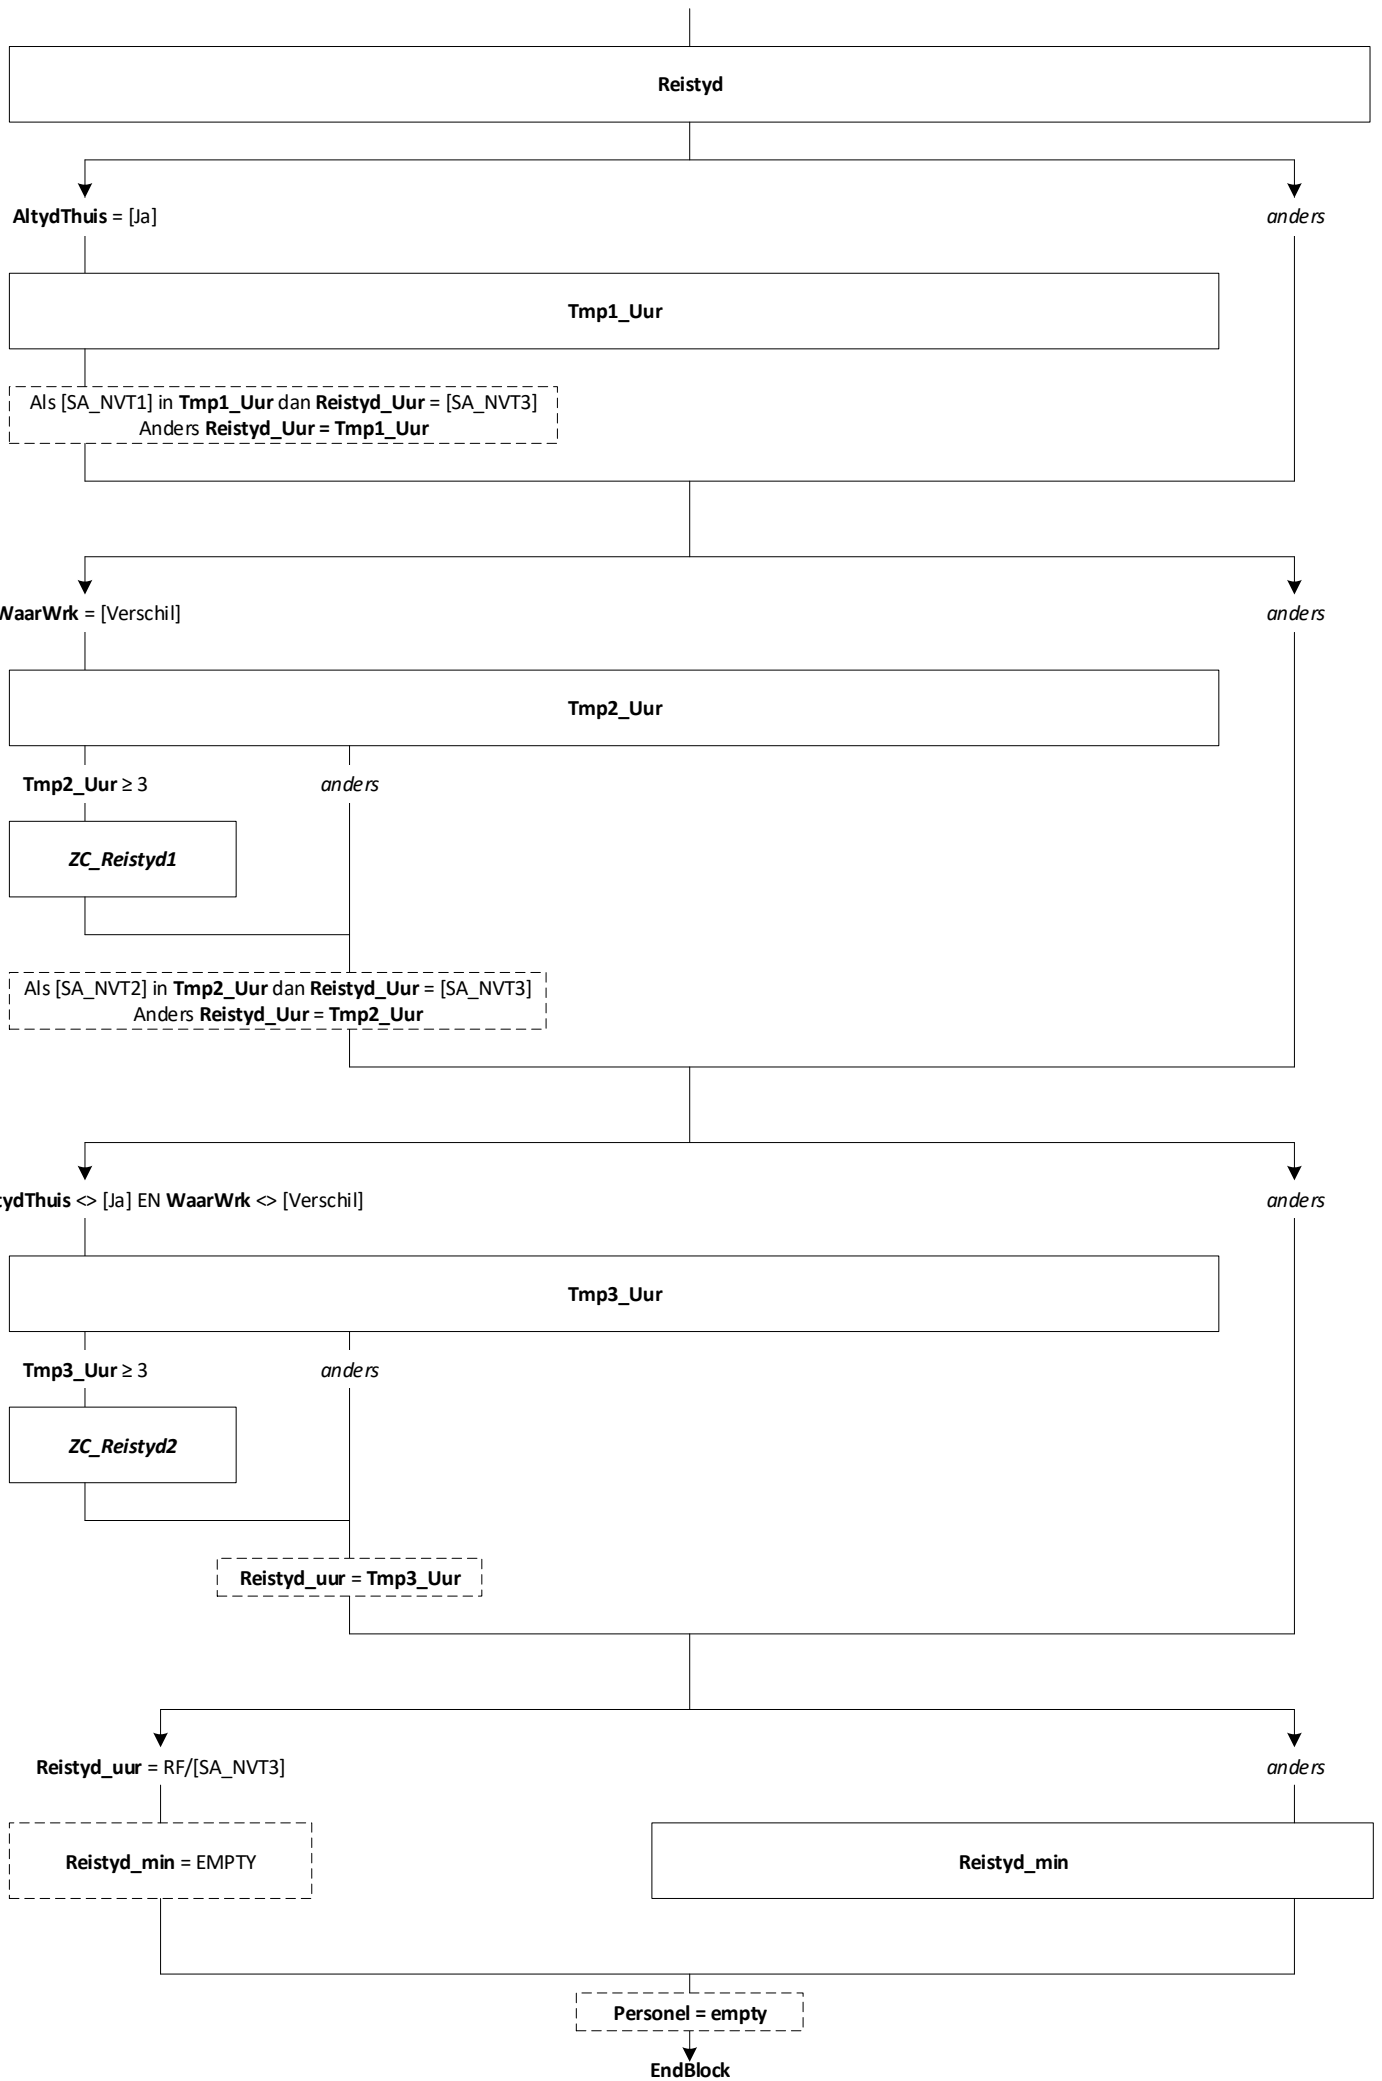 Reistyd
AltydThuis = [Ja]
anders
Tmp1_Uur
Als [SA_NVT1] in Tmp1_Uur dan Reistyd_Uur = [SA_NVT3]
Anders Reistyd_Uur = Tmp1_Uur
WaarWrk = [Verschil]
anders
Tmp2_Uur
Tmp2_Uur ≥ 3
anders
ZC_Reistyd1
Als [SA_NVT2] in Tmp2_Uur dan Reistyd_Uur = [SA_NVT3]
Anders Reistyd_Uur = Tmp2_Uur
tydThuis <> [Ja] EN WaarWrk <> [Verschil]
anders
Tmp3_Uur
Tmp3_Uur ≥ 3
anders
ZC_Reistyd2
Reistyd_uur = Tmp3_Uur
Reistyd_uur = RF/[SA_NVT3]
anders
Reistyd_min = EMPTY
Reistyd_min
Personel = empty
EndBlock